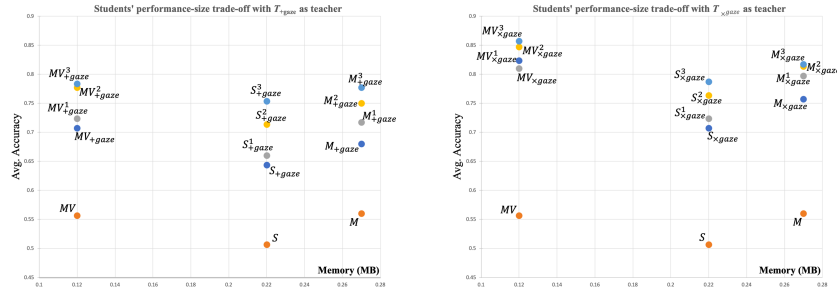 Students' performance-size trade-off with T+gaze as teacher
Avg. Accuracy
0.9
0.85
0.8
0.75
0.7
0.65
0.6
0.55
0.5
0.45
MV³+gaze
MV²+gaze
MV¹+gaze
MV+gaze
MV
S³+gaze
S²+gaze
S¹+gaze
S+gaze
S
M³+gaze
M²+gaze
M¹+gaze
M+gaze
M
Memory (MB)
0.1 0.12 0.14 0.16 0.18 0.2 0.22 0.24 0.26 0.28
Students' performance-size trade-off with T×gaze as teacher
Avg. Accuracy
0.9
0.85
0.8
0.75
0.7
0.65
0.6
0.55
0.5
0.45
MV³×gaze
MV²×gaze
MV¹×gaze
MV×gaze
MV
S³×gaze
S²×gaze
S¹×gaze
S×gaze
S
M³×gaze
M²×gaze
M¹×gaze
M×gaze
M
Memory (MB)
0.1 0.12 0.14 0.16 0.18 0.2 0.22 0.24 0.26 0.28